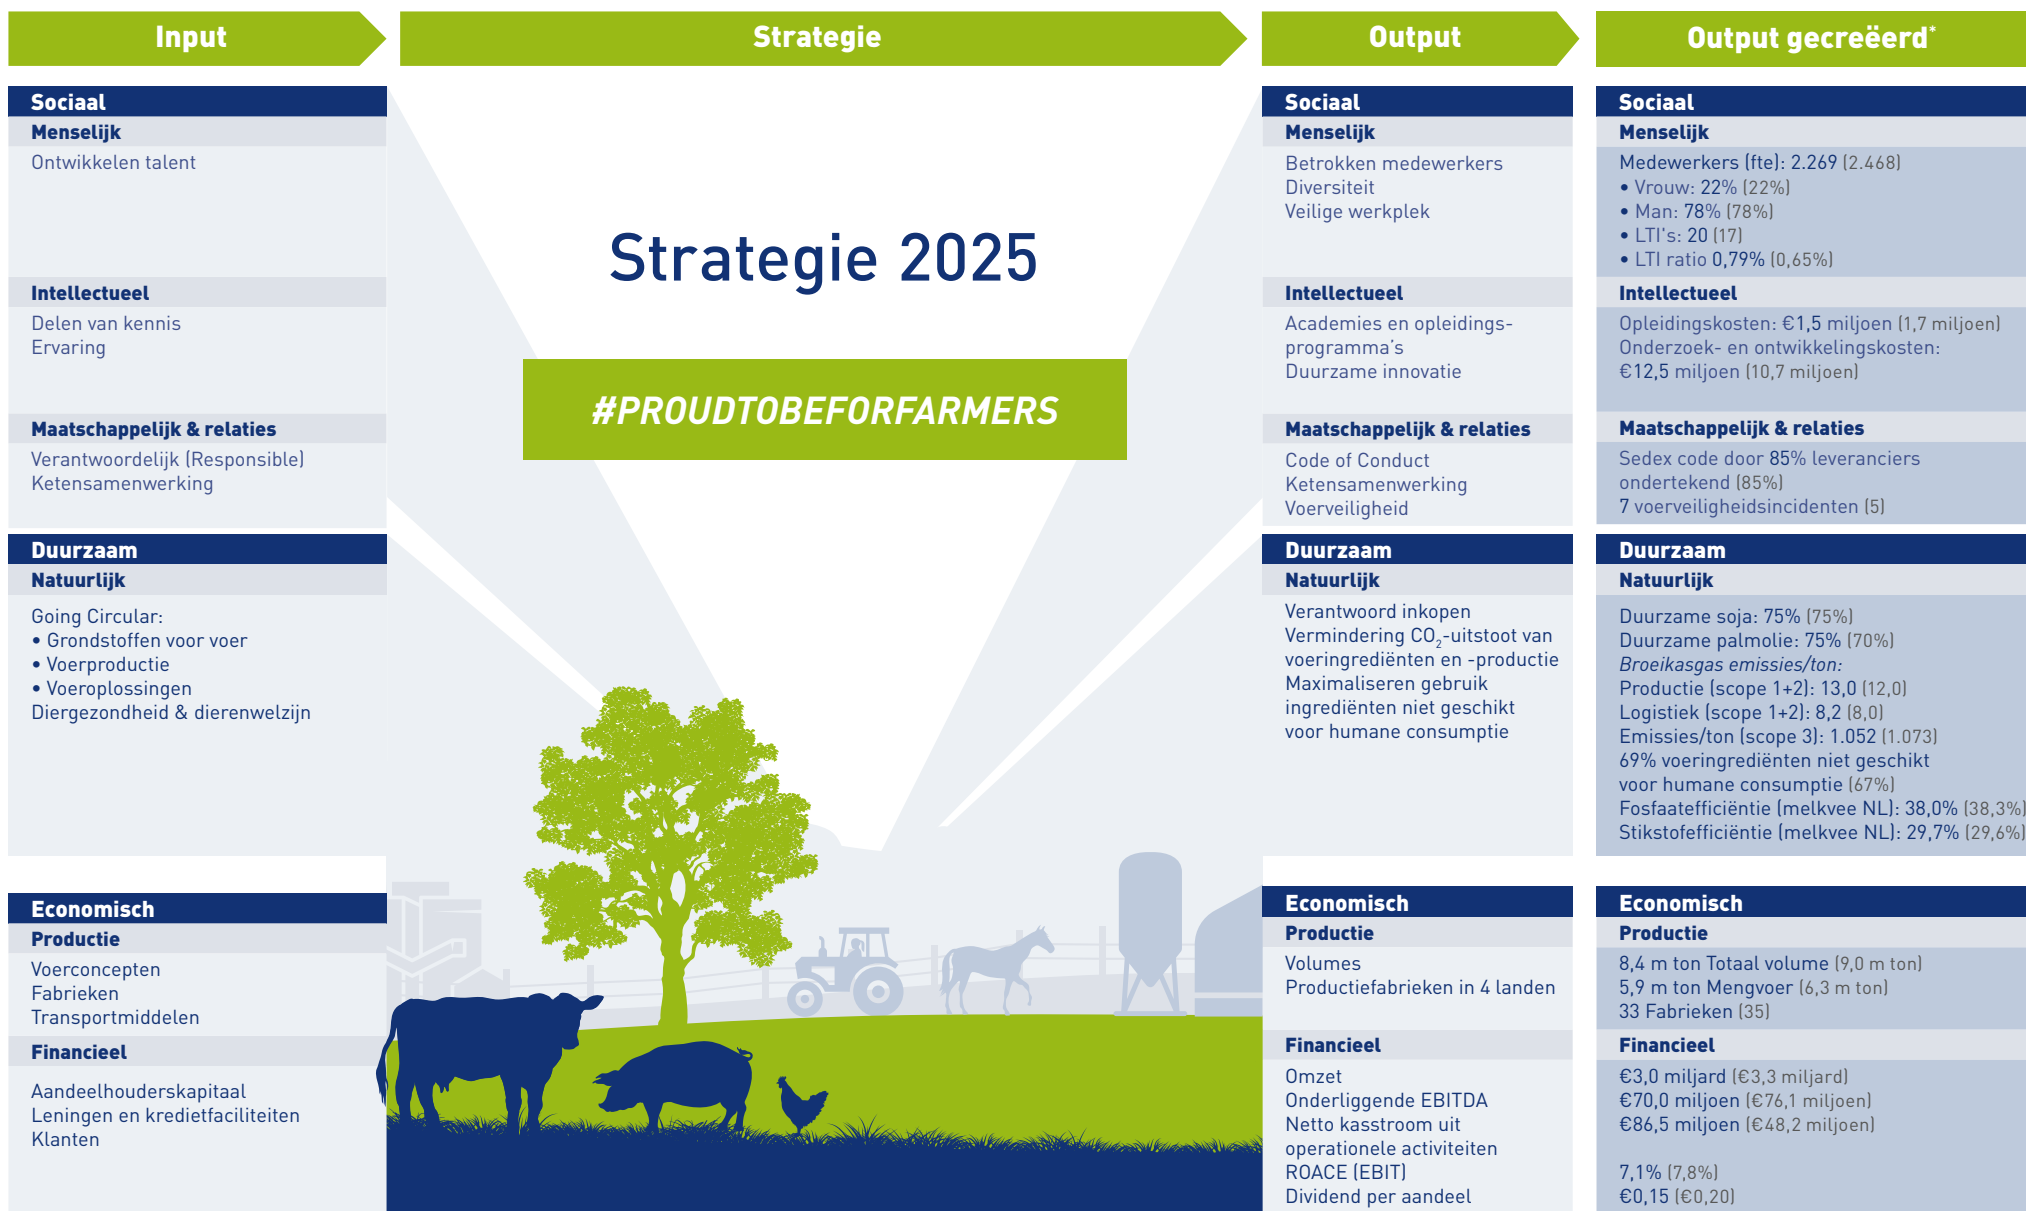 Input
Strategie
Output
Output gecreëerd*
Sociaal
Menselijk
Ontwikkelen talent
Intellectueel
Delen van kennis
Ervaring
Maatschappelijk & relaties
Verantwoordelijk (Responsible)
Ketensamenwerking
Duurzaam
Natuurlijk
Going Circular:
• Grondstoffen voor voer
• Voerproductie
• Voeroplossingen
Diergezondheid & dierenwelzijn
Economisch
Productie
Voerconcepten
Fabrieken
Transportmiddelen
Financieel
Aandeelhouderskapitaal
Leningen en kredietfaciliteiten
Klanten
Strategie 2025
#PROUDTOBEFORFARMERS
Sociaal
Menselijk
Betrokken medewerkers
Diversiteit
Veilige werkplek
Intellectueel
Academies en opleidings-
programma's
Duurzame innovatie
Maatschappelijk & relaties
Code of Conduct
Ketensamenwerking
Voerveiligheid
Duurzaam
Natuurlijk
Verantwoord inkopen
Vermindering CO₂-uitstoot van
voeringrediënten en -productie
Maximaliseren gebruik
ingrediënten niet geschikt
voor humane consumptie
Economisch
Productie
Volumes
Productiefabrieken in 4 landen
Financieel
Omzet
Onderliggende EBITDA
Netto kasstroom uit
operationele activiteiten
ROACE (EBIT)
Dividend per aandeel
Sociaal
Menselijk
Medewerkers (fte): 2.269 (2.468)
• Vrouw: 22% (22%)
• Man: 78% (78%)
• LTI's: 20 (17)
• LTI ratio 0,79% (0,65%)
Intellectueel
Opleidingskosten: €1,5 miljoen (1,7 miljoen)
Onderzoek- en ontwikkelingskosten:
€12,5 miljoen (10,7 miljoen)
Maatschappelijk & relaties
Sedex code door 85% leveranciers
ondertekend (85%)
7 voerveiligheidsincidenten (5)
Duurzaam
Natuurlijk
Duurzame soja: 75% (75%)
Duurzame palmolie: 75% (70%)
Broeikasgas emissies/ton:
Productie (scope 1+2): 13,0 (12,0)
Logistiek (scope 1+2): 8,2 (8,0)
Emissies/ton (scope 3): 1.052 (1.073)
69% voeringrediënten niet geschikt
voor humane consumptie (67%)
Fosfaatefficiëntie (melkvee NL): 38,0% (38,3%)
Stikstofefficiëntie (melkvee NL): 29,7% (29,6%)
Economisch
Productie
8,4 m ton Totaal volume (9,0 m ton)
5,9 m ton Mengvoer (6,3 m ton)
33 Fabrieken (35)
Financieel
€3,0 miljard (€3,3 miljard)
€70,0 miljoen (€76,1 miljoen)
€86,5 miljoen (€48,2 miljoen)
7,1% (7,8%)
€0,15 (€0,20)